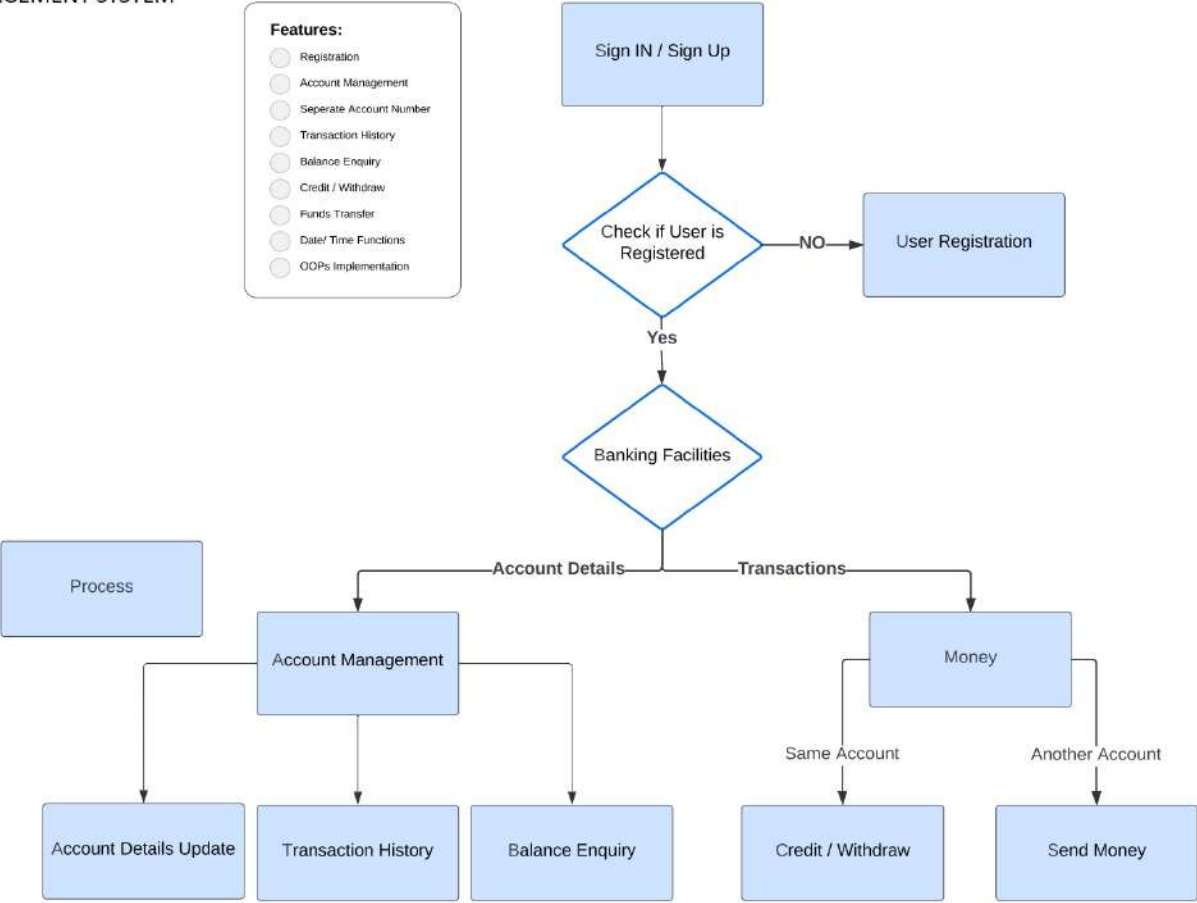 Features:
Registration
Account Management
Seperate Account Number
Transaction History
Balance Enquiry
Credit / Withdraw
Funds Transfer
Date/ Time Functions
OOPs Implementation
Sign IN / Sign Up
Check if User is
Registered
NO
User Registration
Yes
Banking Facilities
Account Details
Transactions
Process
Account Management
Money
Same Account
Another Account
Account Details Update
Transaction History
Balance Enquiry
Credit / Withdraw
Send Money